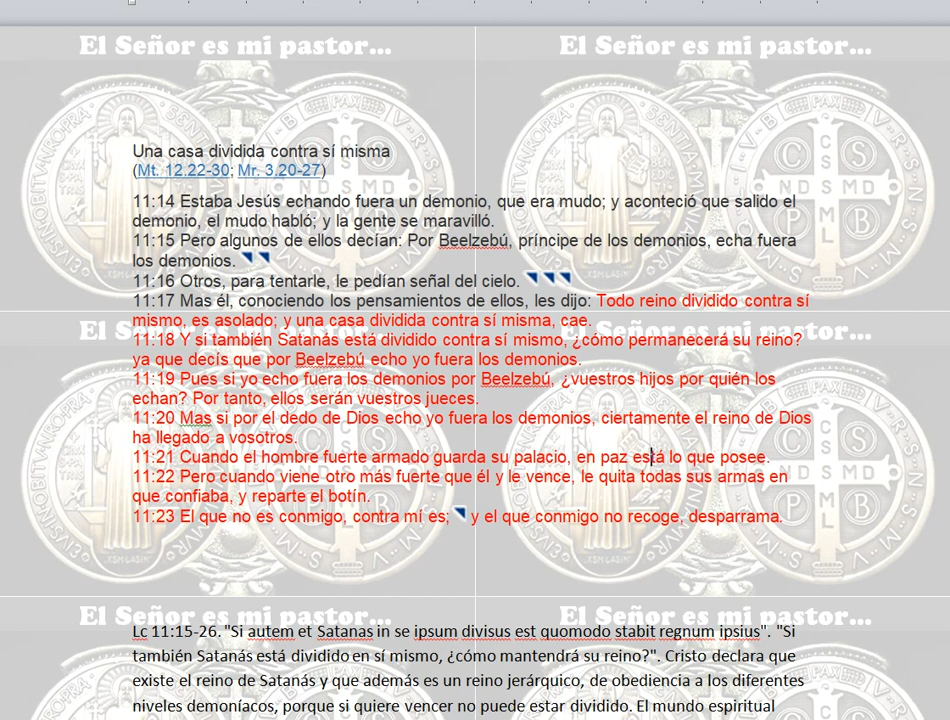 El Señor es mi pastor... El Señor es mi pastor...
Una casa dividida contra sí misma
(Mt. 12.22-30; Mr. 3.20-27)
11:14 Estaba Jesús echando fuera un demonio, que era mudo; y aconteció que salido el
demonio, el mudo habló; y la gente se maravilló.
11:15 Pero algunos de ellos decían: Por Beelzebú, príncipe de los demonios, echa fuera
los demonios.
11:16 Otros, para tentarle, le pedían señal del cielo.
11:17 Mas él, conociendo los pensamientos de ellos, les dijo: Todo reino dividido contra sí
mismo, es asolado; y una casa dividida contra sí misma, cae.
El Señor es mi pastor... El Señor es mi pastor...
11:18 Y si también Satanás está dividido contra sí mismo, ¿cómo permanecerá su reino?
ya que decís que por Beelzebú echo yo fuera los demonios.
11:19 Pues si yo echo fuera los demonios por Beelzebú, ¿vuestros hijos por quién los
echan? Por tanto, ellos serán vuestros jueces.
11:20 Mas si por el dedo de Dios echo yo fuera los demonios, ciertamente el reino de Dios
ha llegado a vosotros.
11:21 Cuando el hombre fuerte armado guarda su palacio, en paz está lo que posee.
11:22 Pero cuando viene otro más fuerte que él y le vence, le quita todas sus armas en
que confiaba, y reparte el botín.
11:23 El que no es conmigo, contra mí es; y el que conmigo no recoge, desparrama.
El Señor es mi pastor... El Señor es mi pastor...
Lc 11:15-26. "Si autem et Satanas in se ipsum divisus est quomodo stabit regnum ipsius". "Si
también Satanás está dividido en sí mismo, ¿cómo mantendrá su reino?". Cristo declara que
existe el reino de Satanás y que además es un reino jerárquico, de obediencia a los diferentes
niveles demoníacos, porque si quiere vencer no puede estar dividido. El mundo espiritual